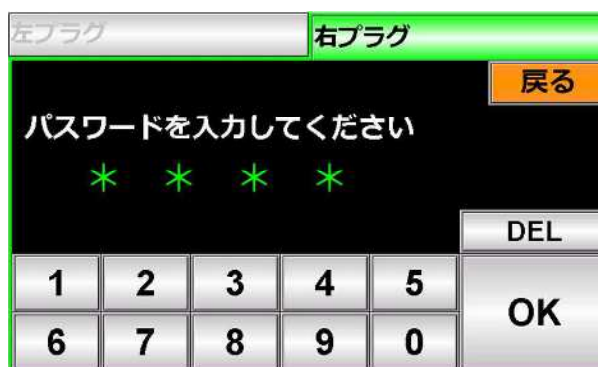 左プラグ
右プラグ
戻る
パスワードを入力してください
＊ ＊ ＊ ＊
DEL
1 2 3 4 5
OK
6 7 8 9 0